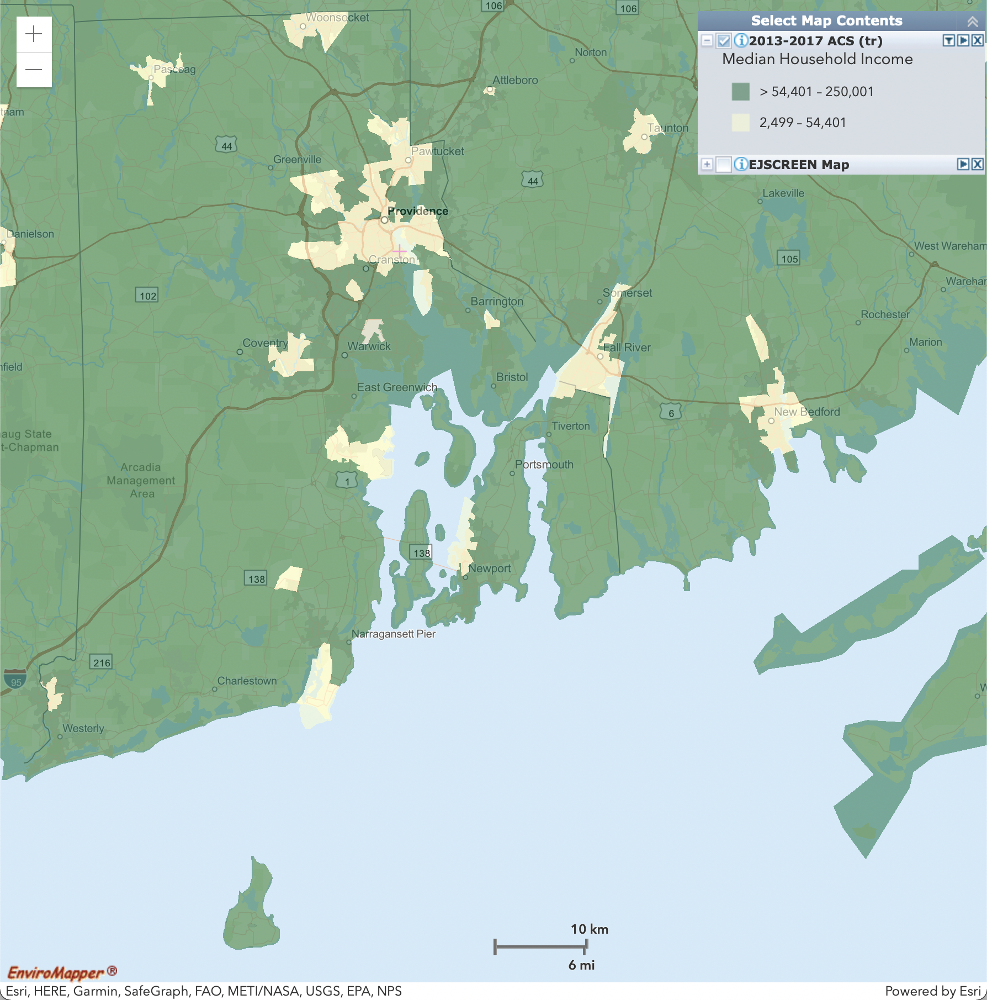 106
106
Woonsocket
Select Map Contents
2013-2017 ACS (tr)
Median Household Income
> 54,401 - 250,001
2,499 - 54,401
EJSCREEN Map
Norton
Pascoag
Attleboro
tnam
Taunton
44
Pawtucket
Greenville
44
Lakeville
Providence
Danielson
West Wareham
105
Cranston
Warehar
102
Somerset
Barrington
Rochester
Coventry
Warwick
Fall River
Marion
nfield
Bristol
East Greenwich
6
New Bedford
Tiverton
aug State
t-Chapman
Arcadia
Management
Area
1
Portsmouth
138
Newport
138
Narragansett Pier
216
95
Charlestown
W
Westerly
10 km
6 mi
EnviroMapper ®
Esri, HERE, Garmin, SafeGraph, FAO, METI/NASA, USGS, EPA, NPS
Powered by Esri